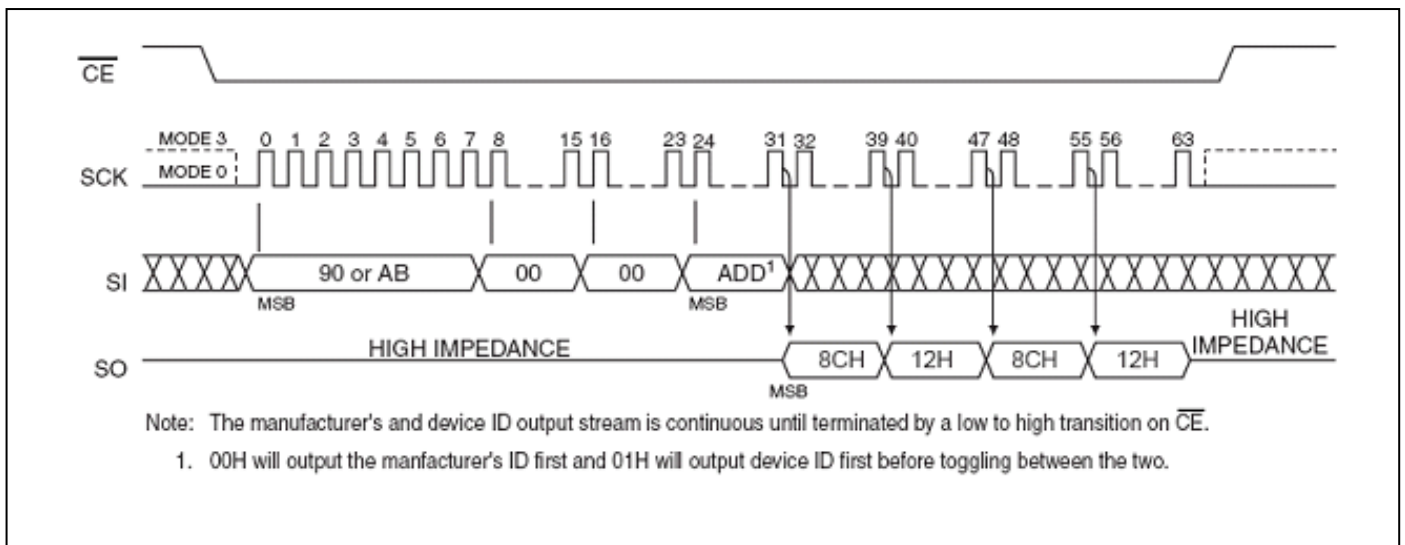 CE
MODE 3
MODE 0
SCK
0 1 2 3 4 5 6 7 8 15 16 23 24 31 32 39 40 47 48 55 56 63
SI
90 or AB 00 00 ADD1
MSB MSB
HIGH IMPEDANCE
HIGH IMPEDANCE
SO
8CH 12H 8CH 12H
MSB
Note: The manufacturer's and device ID output stream is continuous until terminated by a low to high transition on CE.
1. 00H will output the manfacturer's ID first and 01H will output device ID first before toggling between the two.